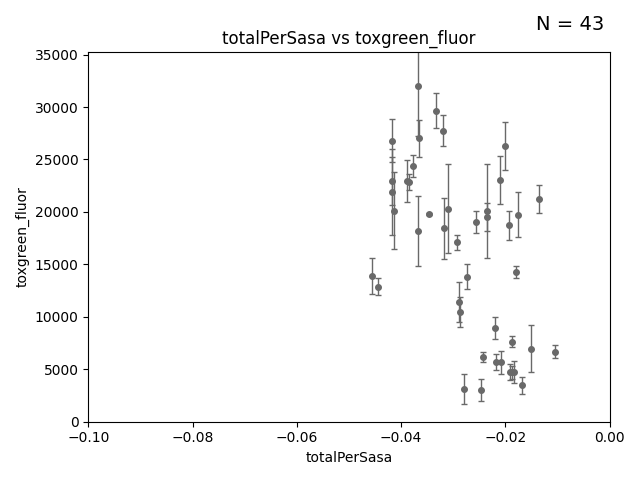 N = 43
totalPerSasa vs toxgreen_fluor
toxgreen_fluor
35000
30000
25000
20000
15000
10000
5000
0
−0.10 −0.08 −0.06 −0.04 −0.02 0.00
totalPerSasa